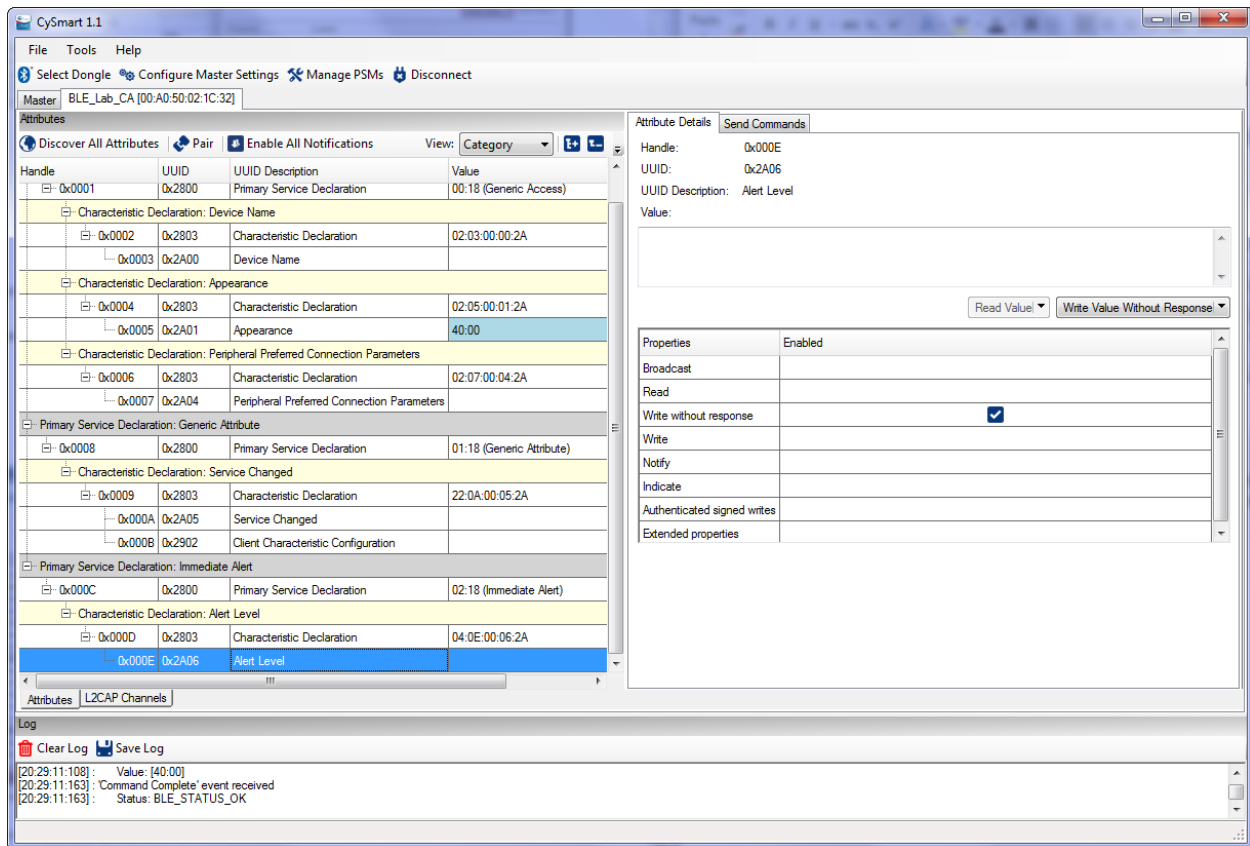 CySmart 1.1
File Tools Help
Select Dongle Configure Master Settings Manage PSMs Disconnect
Master BLE_Lab_CA [00:A0:50:02:1C:32]
Attributes
Discover All Attributes Pair Enable All Notifications View: Category
Handle UUID UUID Description Value
0x0001 0x2800 Primary Service Declaration 00:18 (Generic Access)
Characteristic Declaration: Device Name
0x0002 0x2803 Characteristic Declaration 02:03:00:00:2A
0x0003 0x2A00 Device Name
Characteristic Declaration: Appearance
0x0004 0x2803 Characteristic Declaration 02:05:00:01:2A
0x0005 0x2A01 Appearance 40:00
Characteristic Declaration: Peripheral Preferred Connection Parameters
0x0006 0x2803 Characteristic Declaration 02:07:00:04:2A
0x0007 0x2A04 Peripheral Preferred Connection Parameters
Primary Service Declaration: Generic Attribute
0x0008 0x2800 Primary Service Declaration 01:18 (Generic Attribute)
Characteristic Declaration: Service Changed
0x0009 0x2803 Characteristic Declaration 22:0A:00:05:2A
0x000A 0x2A05 Service Changed
0x000B 0x2902 Client Characteristic Configuration
Primary Service Declaration: Immediate Alert
0x000C 0x2800 Primary Service Declaration 02:18 (Immediate Alert)
Characteristic Declaration: Alert Level
0x000D 0x2803 Characteristic Declaration 04:0E:00:06:2A
0x000E 0x2A06 Alert Level
Attributes L2CAP Channels
Attribute Details Send Commands
Handle: 0x000E
UUID: 0x2A06
UUID Description: Alert Level
Value:
Read Value Write Value Without Response
Properties Enabled
Broadcast
Read
Write without response
Write
Notify
Indicate
Authenticated signed writes
Extended properties
Log
Clear Log Save Log
[20:29:11:108] : Value: [40:00]
[20:29:11:163] : 'Command Complete' event received
[20:29:11:163] : Status: BLE_STATUS_OK